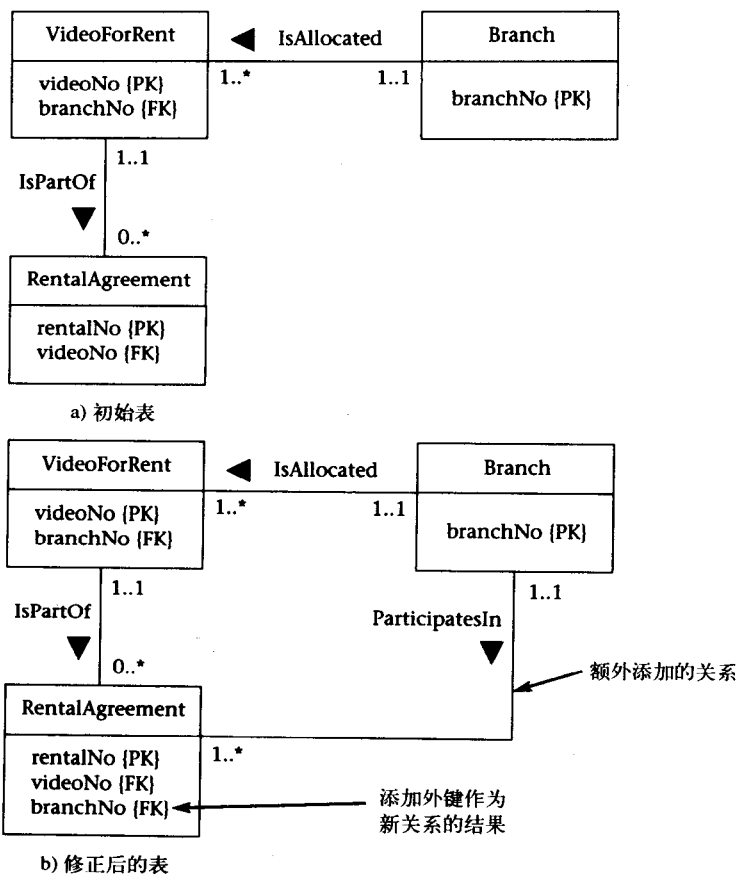 VideoForRent
IsAllocated
Branch
videoNo {PK}
branchNo {FK}
1..*
1..1
branchNo {PK}
1..1
IsPartOf
0..*
RentalAgreement
rentalNo {PK}
videoNo {FK}
a) 初始表
VideoForRent
IsAllocated
Branch
videoNo {PK}
branchNo {FK}
1..*
1..1
branchNo {PK}
1..1
1..1
IsPartOf
ParticipatesIn
0..*
额外添加的关系
RentalAgreement
1..*
rentalNo {PK}
videoNo {FK}
branchNo {FK}
添加外键作为
新关系的结果
b) 修正后的表